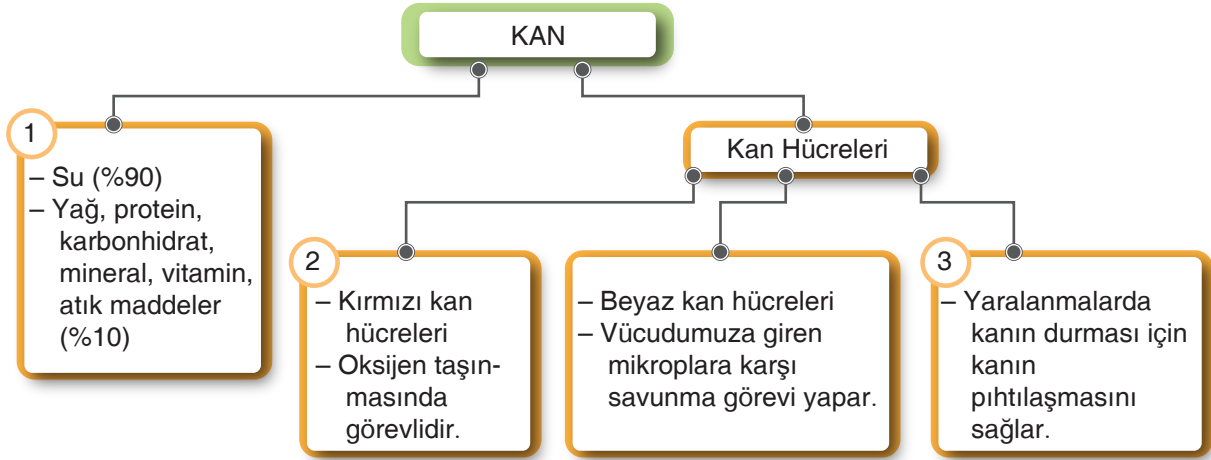 KAN
1
– Su (%90)
– Yağ, protein,
karbonhidrat,
mineral, vitamin,
atık maddeler
(%10)
Kan Hücreleri
2
– Kırmızı kan
hücreleri
– Oksijen taşın-
masında
görevlidir.
– Beyaz kan hücreleri
– Vücudumuza giren
mikroplara karşı
savunma görevi yapar.
3
– Yaralanmalarda
kanın durması için
kanın
pıhtılaşmasını
sağlar.